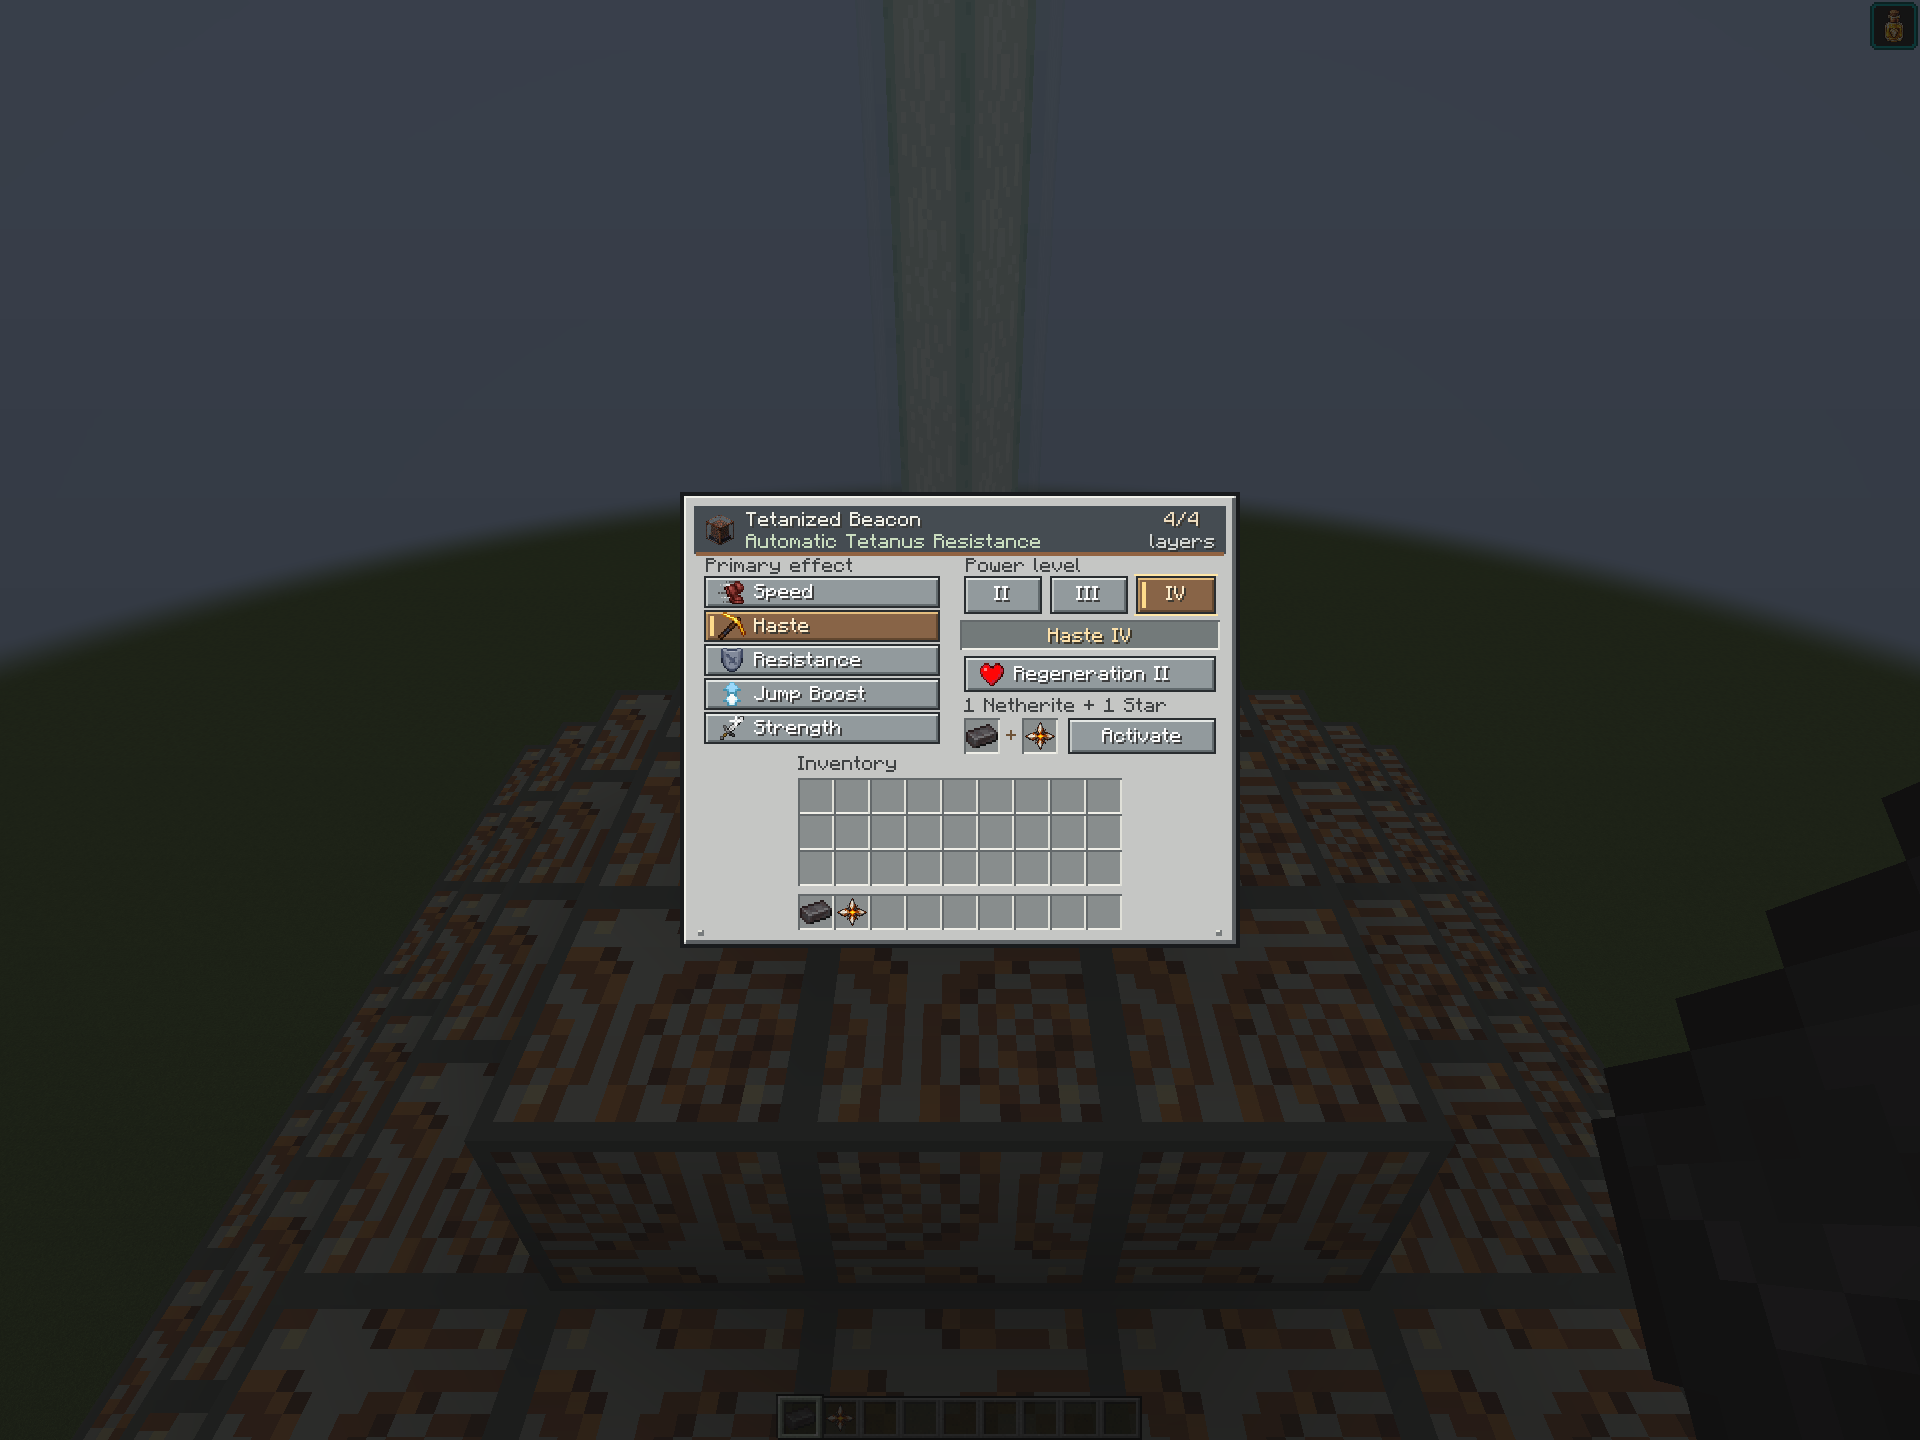 Tetanized Beacon
4/4
Automatic Tetanus Resistance
layers
Primary effect
Power level
Speed
II
III
IV
Haste
Haste IV
Resistance
Regeneration II
Jump Boost
1 Netherite + 1 Star
Strength
+
Activate
Inventory